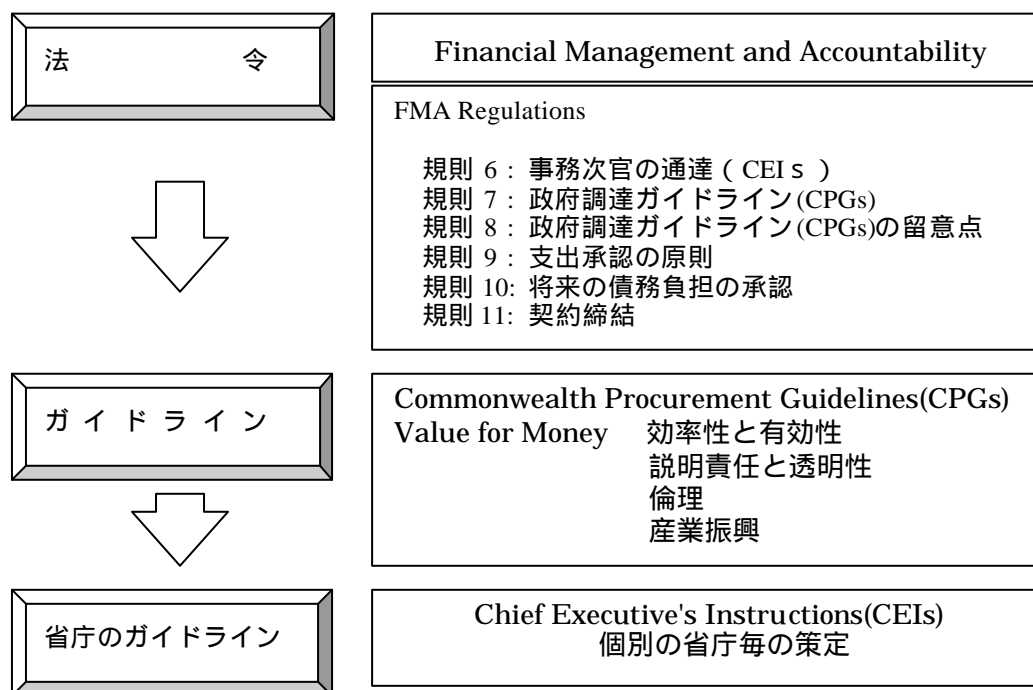 法　　　　　令
Financial Management and Accountability
FMA Regulations
規則 6 : 事務次官の通達 ( CEI s )
規則 7 : 政府調達ガイドライン (CPGs)
規則 8 : 政府調達ガイドライン (CPGs)の留意点
規則 9 : 支出承認の原則
規則 10: 将来の債務負担の承認
規則 11: 契約締結
ガ イ ド ラ イ ン
Commonwealth Procurement Guidelines(CPGs)
Value for Money 効率性と有効性
説明責任と透明性
倫理
産業振興
省庁のガイドライン
Chief Executive's Instructions(CEIs)
個別の省庁毎の策定